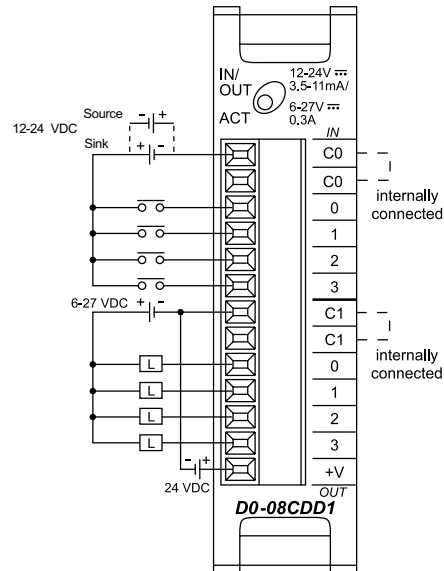 IN/
OUT
ACT
12-24V
3.5-11mA/
6-27V
0.3A
IN
Source
- +
12-24 VDC
Sink
+ -
C0
C0
internally
connected
0
1
2
3
6-27 VDC
+ -
C1
C1
internally
connected
L 0
L 1
L 2
L 3
- +
24 VDC
+V
OUT
D0-08CDD1